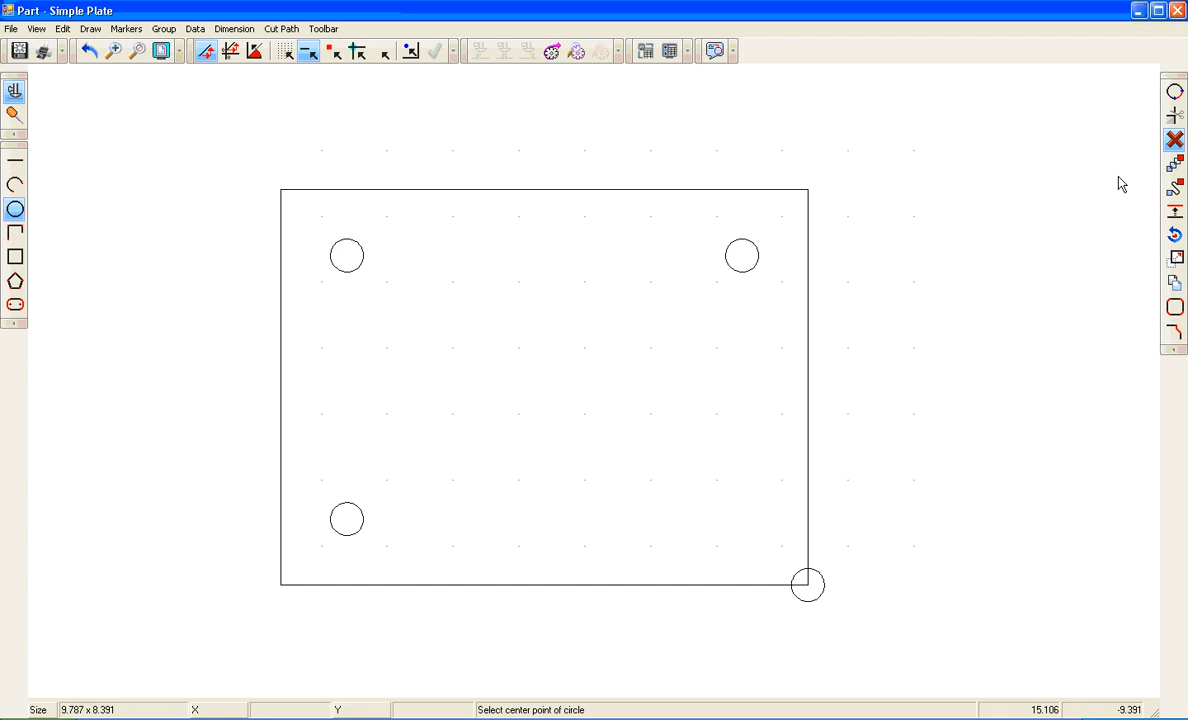 Part - Simple Plate
File View Edit Draw Markers Group Data Dimension Cut Path Toolbar
Size 9.787 x 8.391 X Y Select center point of circle 15.106 -9.391